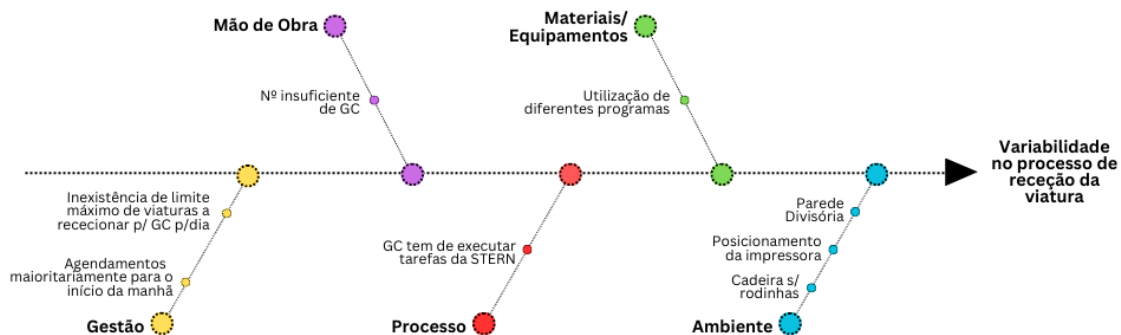 Mão de Obra
Materiais/
Equipamentos
Nº insuficiente
de GC
Utilização de
diferentes programas
Variabilidade
no processo de
receção da
viatura
Inexistência de limite
máximo de viaturas a
rececionar p/ GC p/dia
Agendamentos
maioritariamente para o
início da manhã
GC tem de executar
tarefas da STERN
Parede
Divisória
Posicionamento
da impressora
Cadeira s/
rodinhas
Gestão
Processo
Ambiente